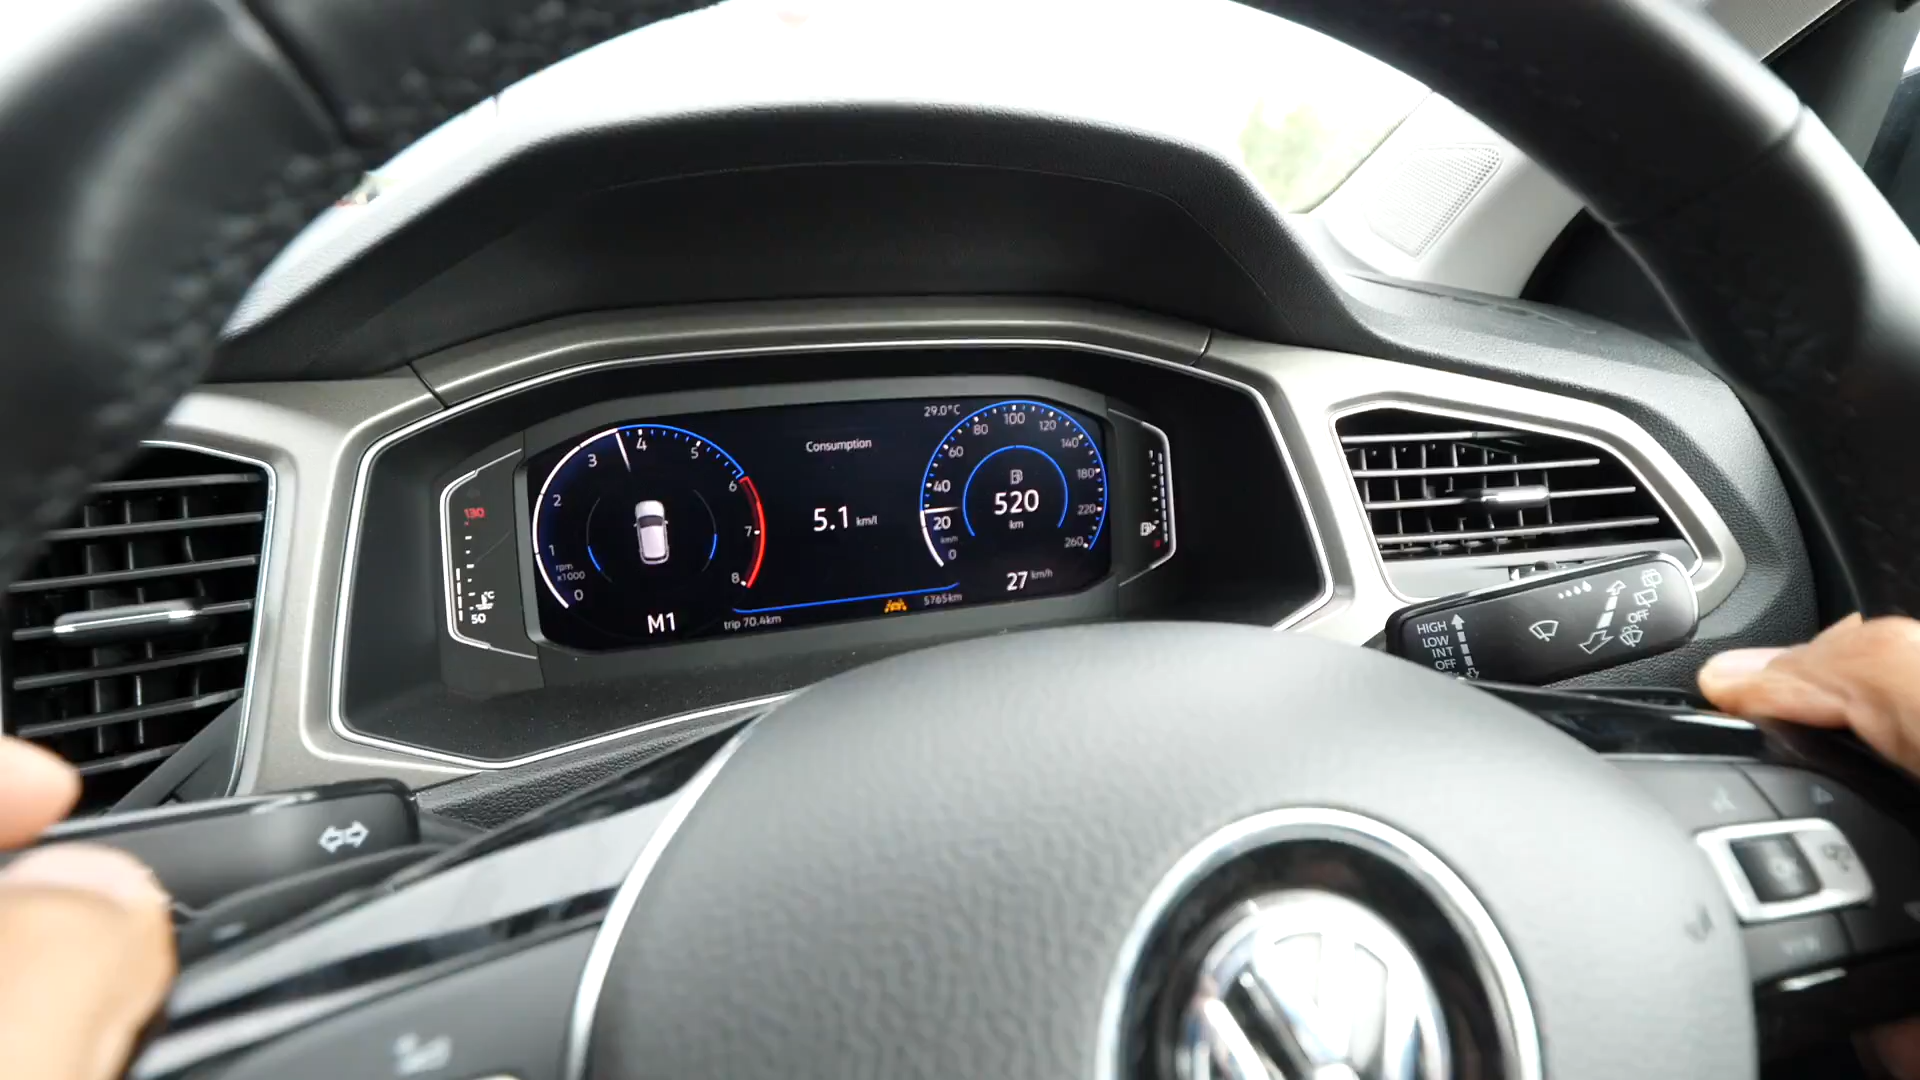 130
°C
50
0
1
2
3
4
5
6
7
8
rpm
x1000
M1
Consumption
5.1 km/l
trip 70.4km
5765km
29.0°C
0
20
40
60
80
100
120
140
180
220
260
km/h
520
km
27 km/h
HIGH
LOW
INT
OFF
OFF